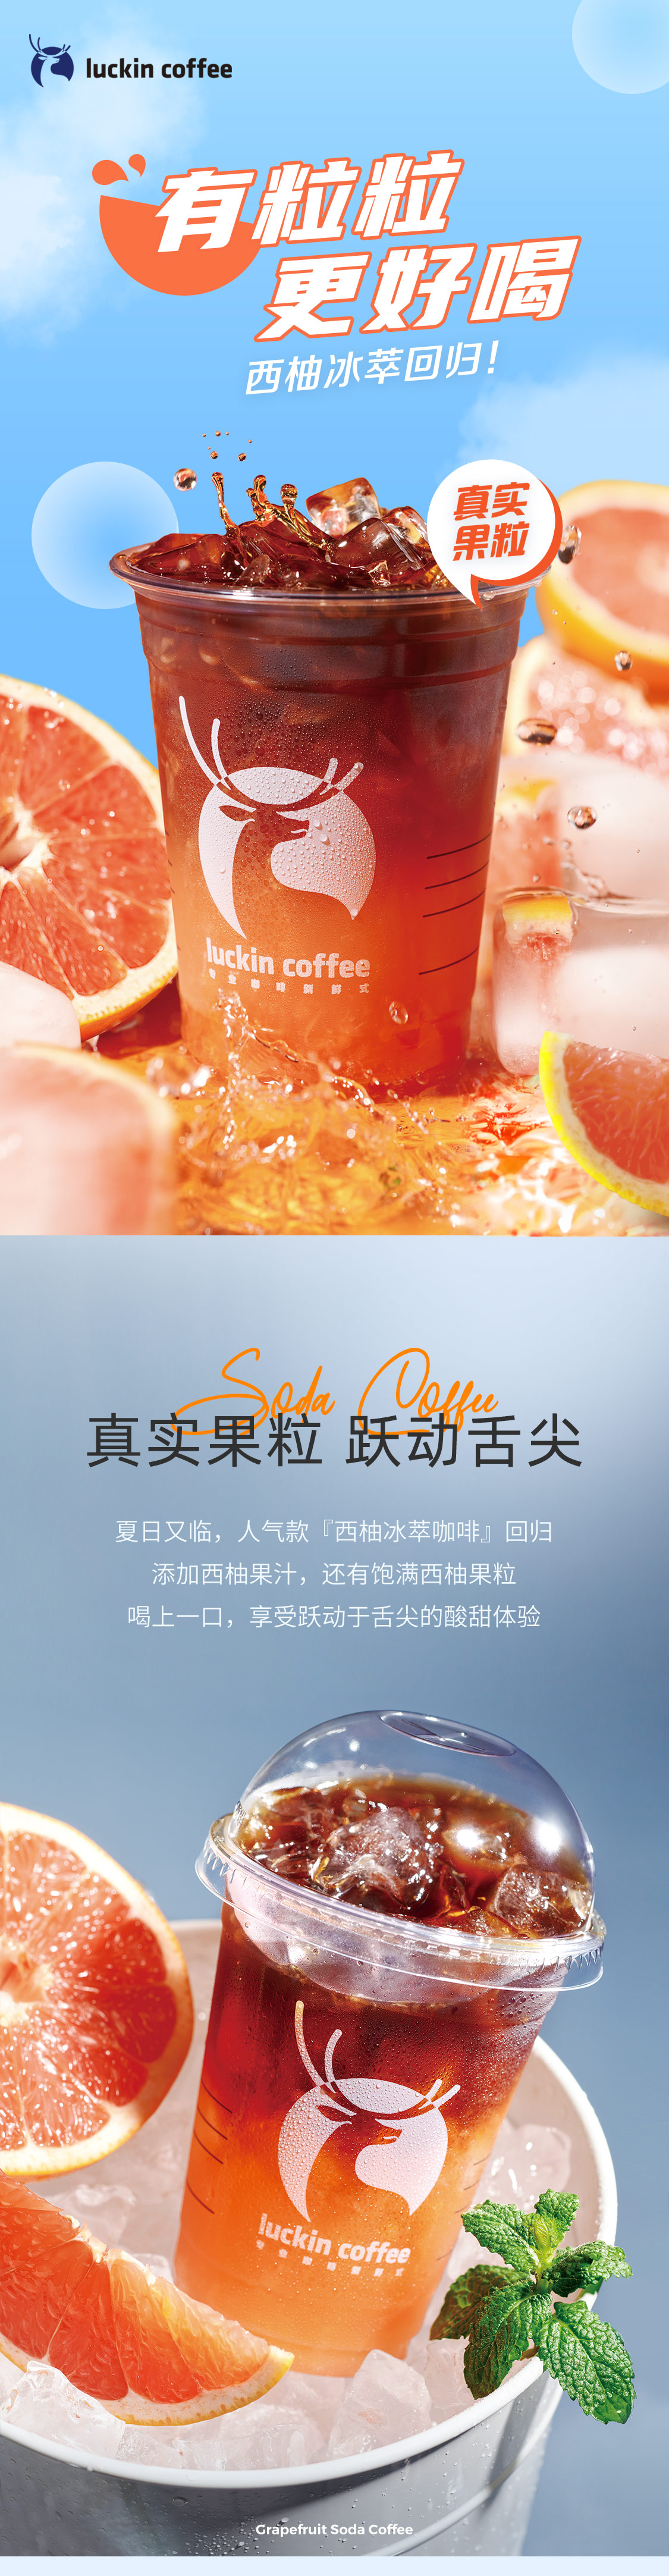 luckin coffee
有粒粒
更好喝
西柚冰萃回归！
真实
果粒
luckin coffee
Soda Coffee
真实果粒 跃动舌尖
夏日又临，人气款『西柚冰萃咖啡』回归
添加西柚果汁，还有饱满西柚果粒
喝上一口，享受跃动于舌尖的酸甜体验
luckin coffee
Grapefruit Soda Coffee